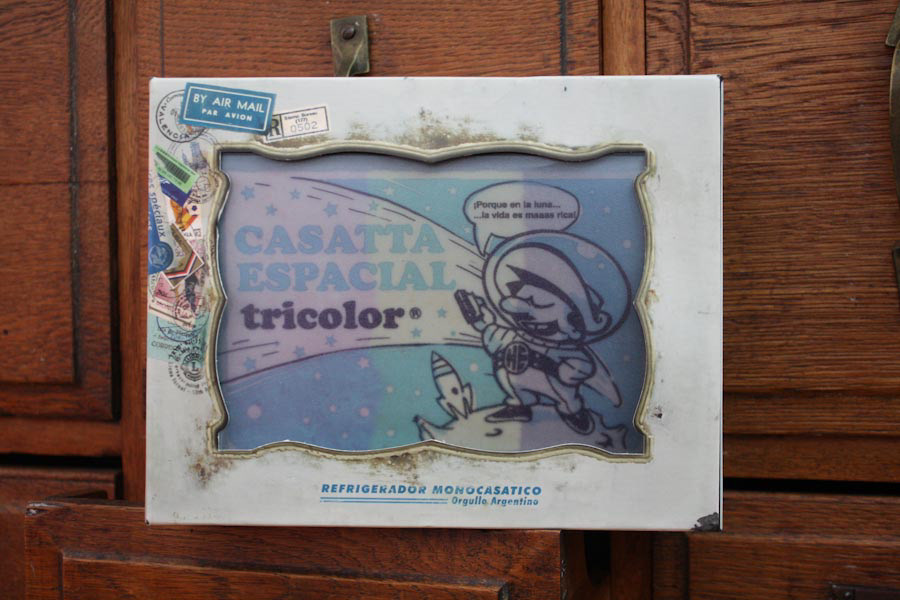 BY AIR MAIL
PAR AVION
R
0502
¡Porque en la luna...
...la vida es maaas rica!
CASATTA
ESPACIAL
tricolor®
REFRIGERADOR MONOCASATICO
Orgullo Argentino